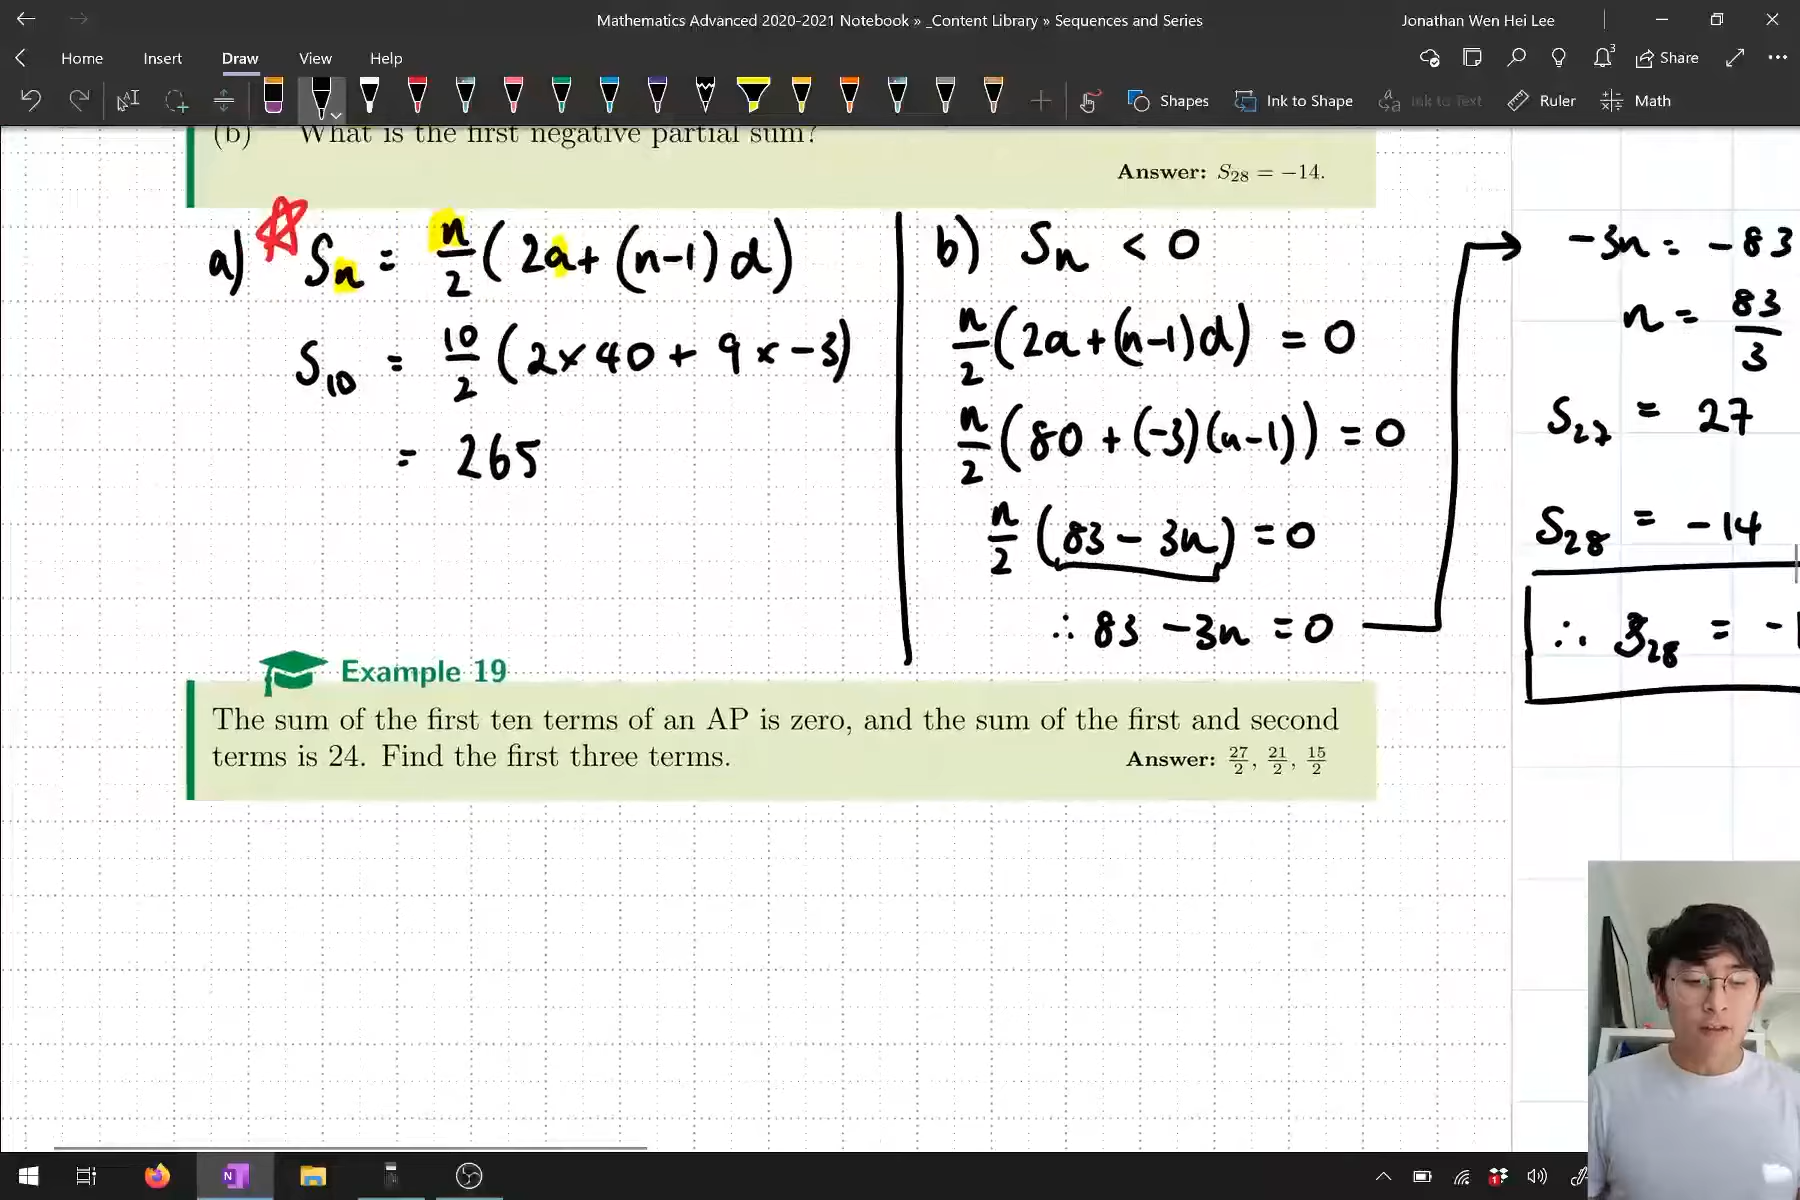 Mathematics Advanced 2020-2021 Notebook » _Content Library » Sequences and Series
Jonathan Wen Hei Lee
Home Insert Draw View Help
3
Share
Shapes
Ink to Shape
Ink to Text
Ruler
Math
(b) What is the first negative partial sum?
Answer: S₂₈ = −14.
a) Sₙ = n/2 (2a + (n-1) d)
S₁₀ = 10/2 (2 × 40 + 9 × -3)
= 265
b) Sₙ < 0
n/2 (2a + (n-1)d) = 0
n/2 (80 + (-3)(n-1)) = 0
n/2 (83 - 3n) = 0
∴ 83 - 3n = 0
-3n = -83
n = 83/3
S₂₇ = 27
S₂₈ = -14
∴ S₂₈ = -1
Example 19
The sum of the first ten terms of an AP is zero, and the sum of the first and second
terms is 24. Find the first three terms.
Answer: 27/2, 21/2, 15/2